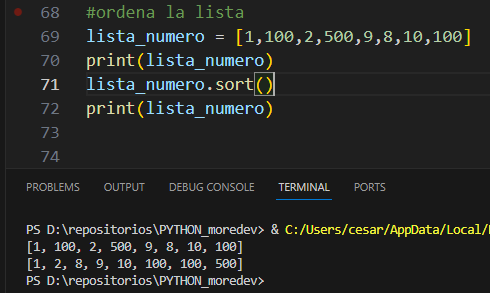 68 #ordena la lista
69 lista_numero = [1,100,2,500,9,8,10,100]
70 print(lista_numero)
71 lista_numero.sort()
72 print(lista_numero)
73
74
PROBLEMS OUTPUT DEBUG CONSOLE TERMINAL PORTS
PS D:\repositorios\PYTHON_moredev> & C:/Users/cesar/AppData/Local/
[1, 100, 2, 500, 9, 8, 10, 100]
[1, 2, 8, 9, 10, 100, 100, 500]
PS D:\repositorios\PYTHON_moredev>